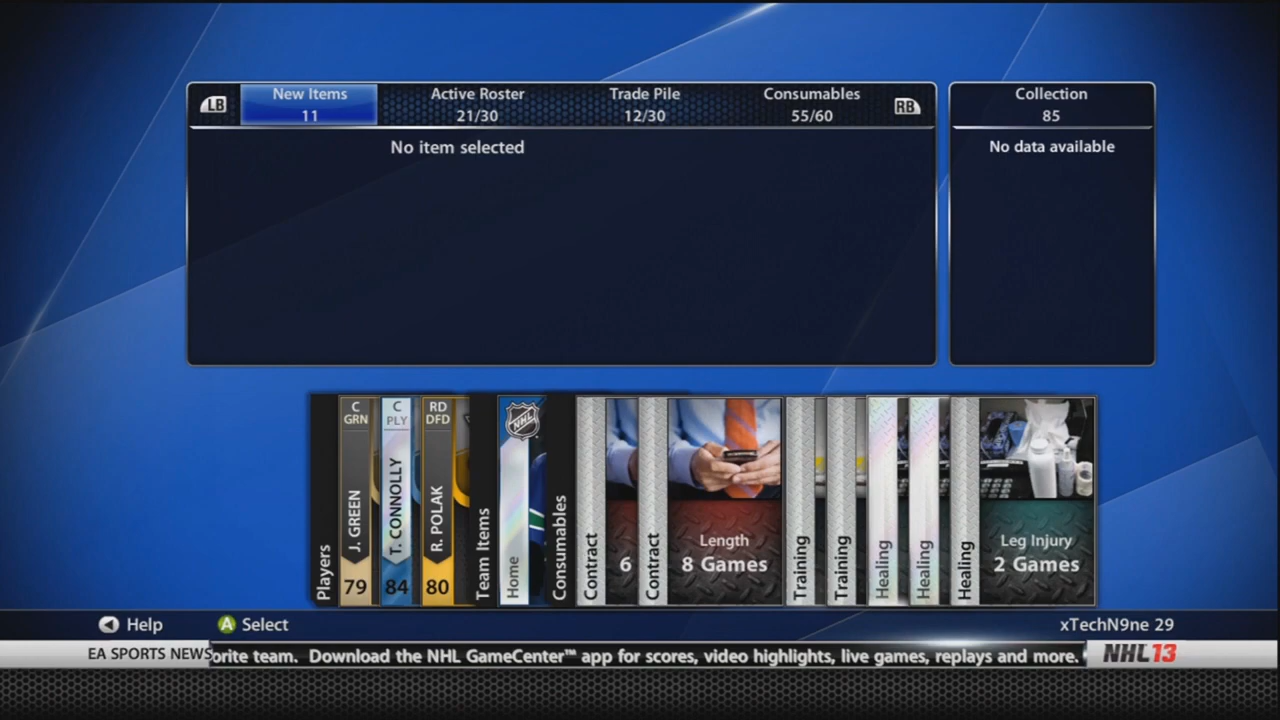 LB
New Items
11
Active Roster
21/30
Trade Pile
12/30
Consumables
55/60
RB
Collection
85
No item selected
No data available
Players
C
GRN
J. GREEN
79
C
PLY
T. CONNOLLY
84
RD
DFD
R. POLAK
80
Team Items
NHL
Home
Consumables
Contract
6
Contract
Length
8 Games
Training
Training
Healing
Healing
Healing
Leg Injury
2 Games
Help
A Select
xTechN9ne 29
EA SPORTS NEWS
orite team. Download the NHL GameCenter™ app for scores, video highlights, live games, replays and more.
NHL13